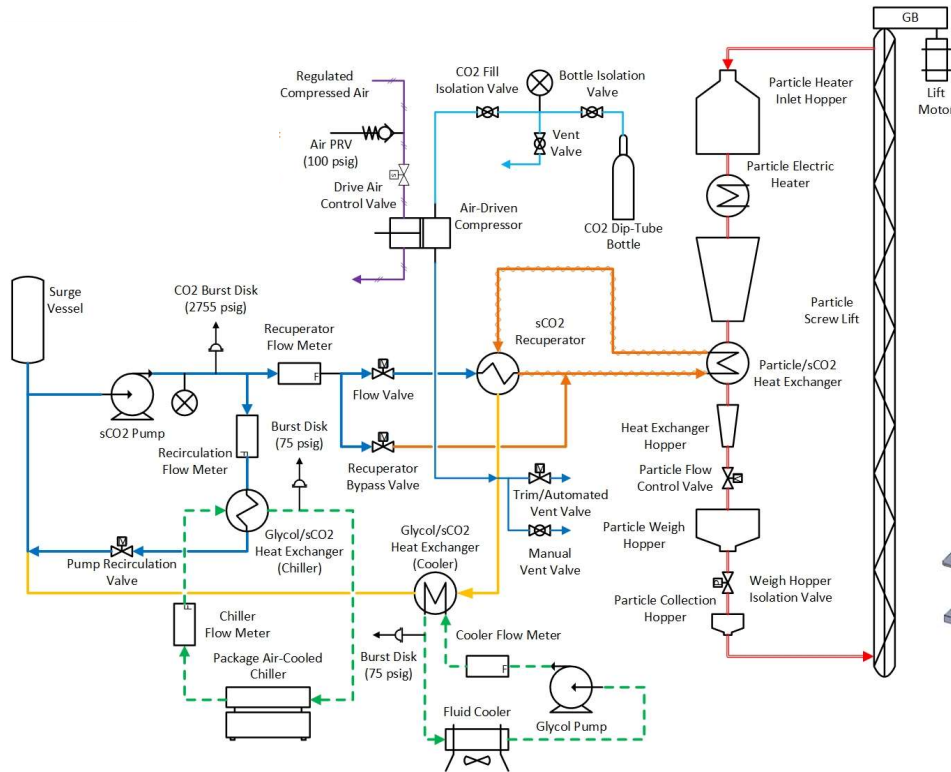 GB
Lift
Motor
Regulated
Compressed Air
CO2 Fill
Isolation Valve
Bottle Isolation
Valve
Particle Heater
Inlet Hopper
Air PRV
(100 psig)
Vent
Valve
Particle Electric
Heater
S
Drive Air
Control Valve
Air-Driven
Compressor
CO2 Dip-Tube
Bottle
Surge
Vessel
CO2 Burst Disk
(2755 psig)
Recuperator
Flow Meter
sCO2
Recuperator
Particle
Screw Lift
F
M
Flow Valve
Particle/sCO2
Heat Exchanger
sCO2 Pump
Burst Disk
(75 psig)
Heat Exchanger
Hopper
F
Recirculation
Flow Meter
M
Recuperator
Bypass Valve
M
Trim/Automated
Vent Valve
Particle Flow
Control Valve
Glycol/sCO2
Heat Exchanger
(Chiller)
Glycol/sCO2
Heat Exchanger
(Cooler)
Manual
Vent Valve
Particle Weigh
Hopper
M
Pump Recirculation
Valve
Weigh Hopper
Isolation Valve
Particle Collection
Hopper
F
Chiller
Flow Meter
Cooler Flow Meter
F
Burst Disk
(75 psig)
Package Air-Cooled
Chiller
Fluid Cooler
Glycol Pump